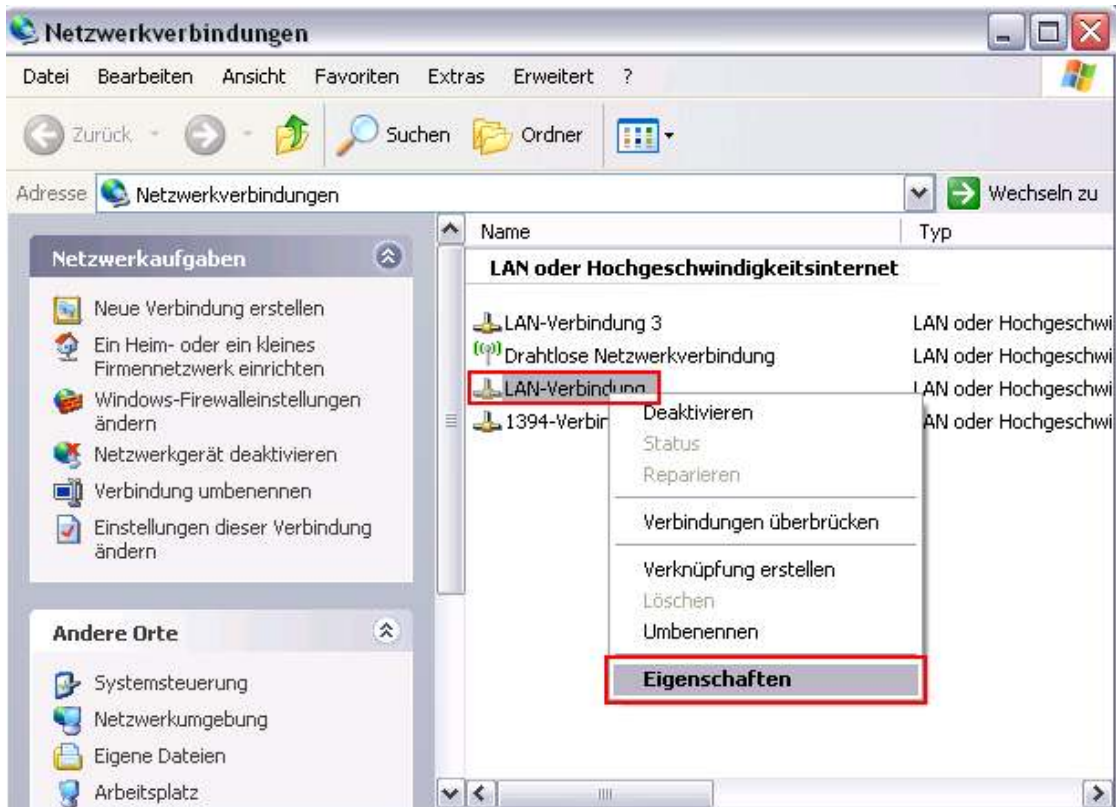 Netzwerkverbindungen
Datei Bearbeiten Ansicht Favoriten Extras Erweitert ?
Zurück Suchen Ordner
Adresse Netzwerkverbindungen Wechseln zu
Netzwerkaufgaben
Neue Verbindung erstellen
Ein Heim- oder ein kleines
Firmennetzwerk einrichten
Windows-Firewalleinstellungen
ändern
Netzwerkgerät deaktivieren
Verbindung umbenennen
Einstellungen dieser Verbindung
ändern
Andere Orte
Systemsteuerung
Netzwerkumgebung
Eigene Dateien
Arbeitsplatz
Name Typ
LAN oder Hochgeschwindigkeitsinternet
LAN-Verbindung 3 LAN oder Hochgeschwi
Drahtlose Netzwerkverbindung LAN oder Hochgeschwi
LAN-Verbindung LAN oder Hochgeschwi
1394-Verbin AN oder Hochgeschwi
Deaktivieren
Status
Reparieren
Verbindungen überbrücken
Verknüpfung erstellen
Löschen
Umbenennen
Eigenschaften